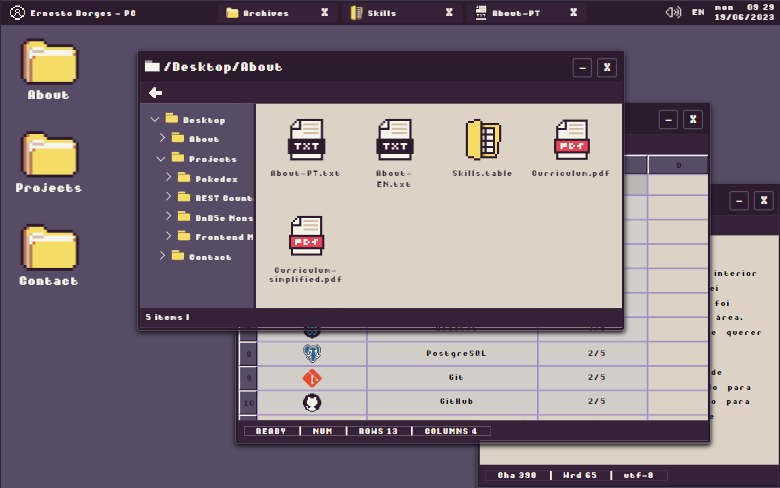 Ernesto Borges - PC
Archives
X
Skills
X
About-PT
X
EN
mon 09 29
19/06/2023
About
Projects
Contact
/Desktop/About
- X
Desktop
About
Projects
Pokedex
REST Count
DnD5e Mons
Frontend M
Contact
TXT
About-PT.txt
TXT
About-
EN.txt
Skills.table
PDF
Curriculum.pdf
PDF
Curriculum-
simplified.pdf
5 items |
- X
D
8 PostgreSQL 2/5
9 Git 2/5
10 GitHub 2/5
READY | NUM | ROWS 13 | COLUMNS 4 |
- X
interior
ei
foi
área.
e querer
de
o para
o para
e
Cha 398 | Wrd 65 | utf-8 |